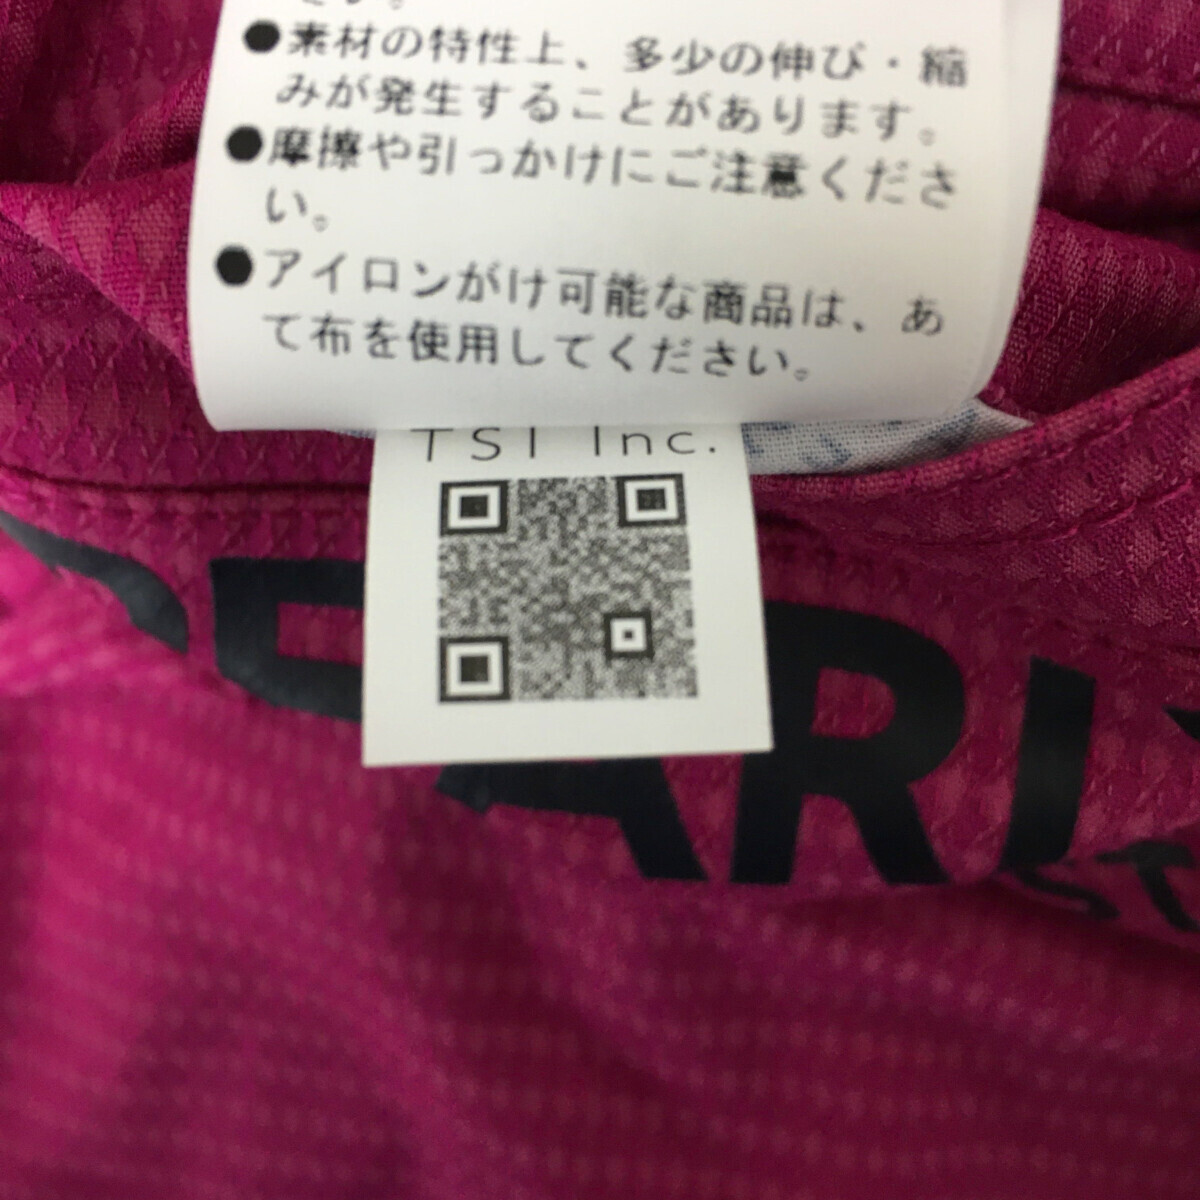 ●素材の特性上、多少の伸び・縮
みが発生することがあります。
●摩擦や引っかけにご注意くださ
い。
●アイロンがけ可能な商品は、あ
て布を使用してください。
TSI Inc.